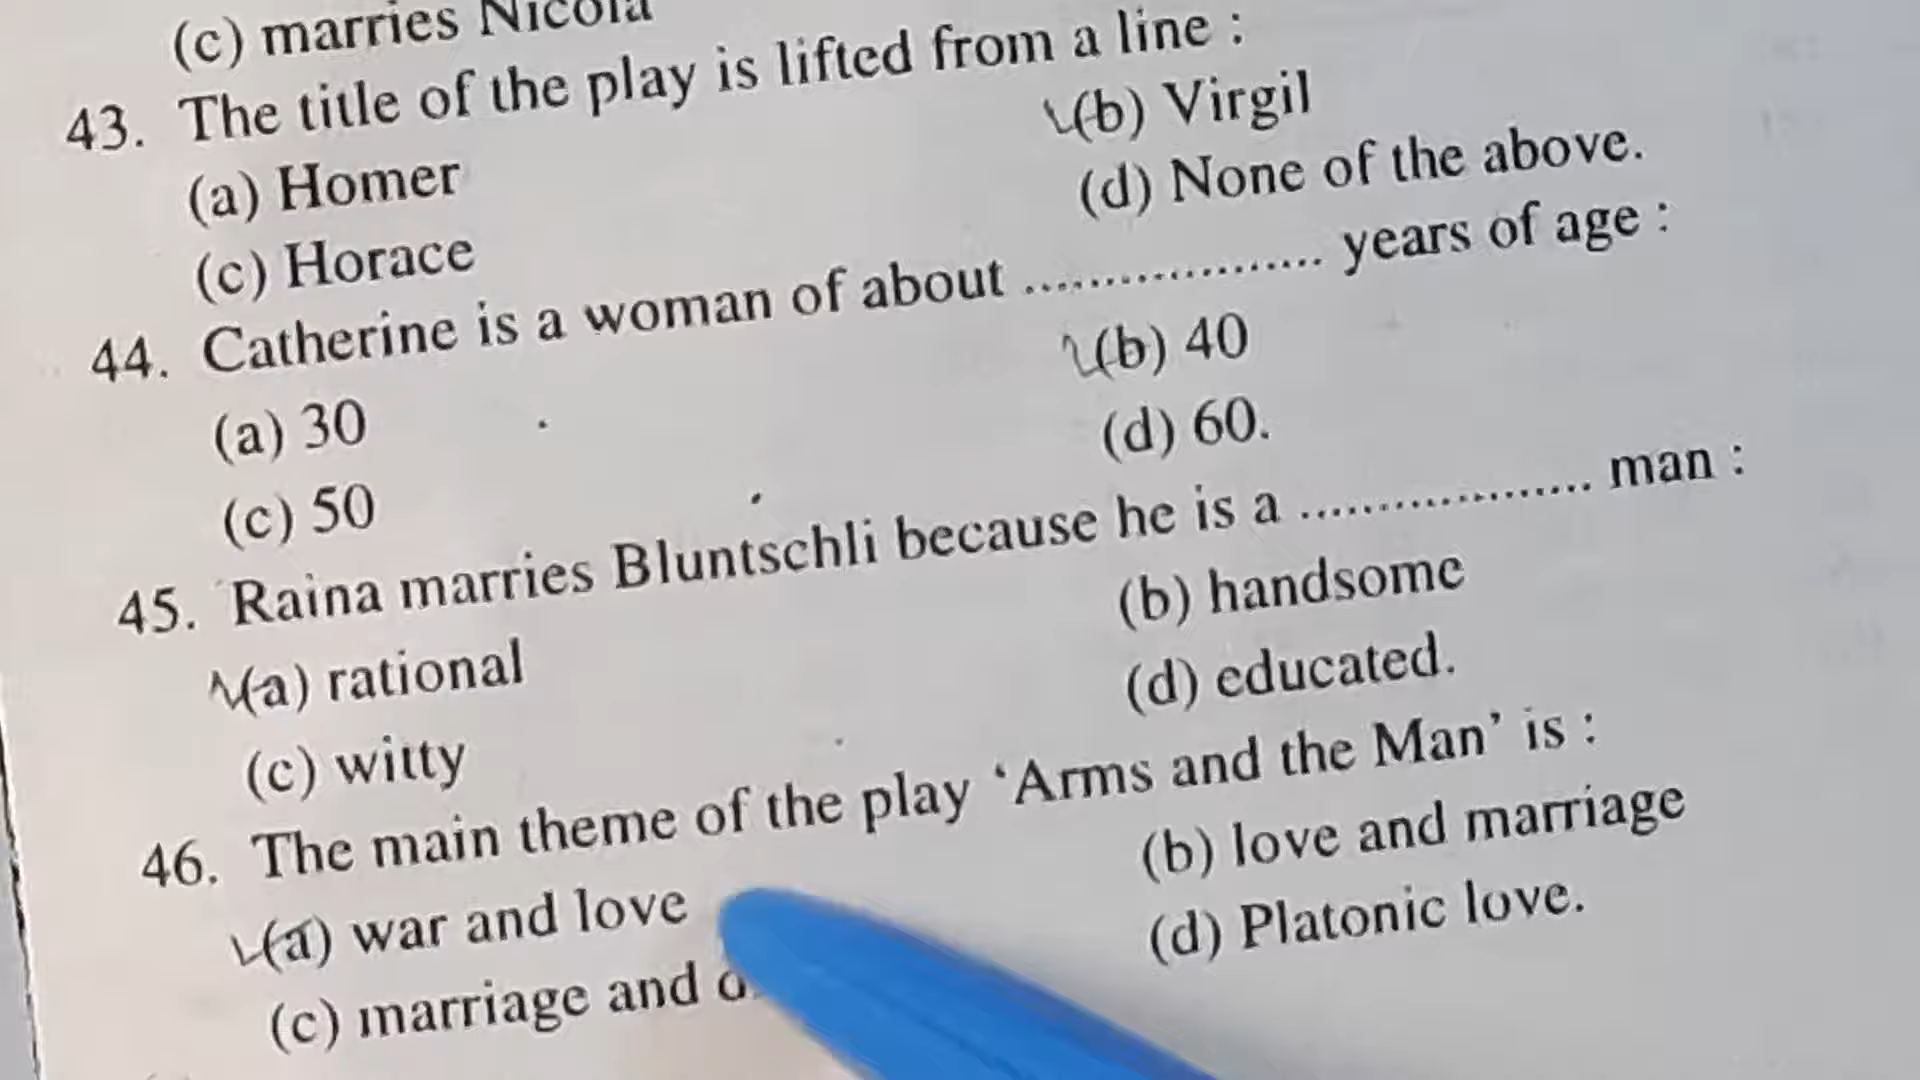 (c) marries Nicola
43. The title of the play is lifted from a line :
(a) Homer (b) Virgil
(c) Horace (d) None of the above.
44. Catherine is a woman of about ................... years of age :
(a) 30 (b) 40
(c) 50 (d) 60.
45. Raina marries Bluntschli because he is a ................... man :
(a) rational (b) handsome
(c) witty (d) educated.
46. The main theme of the play ‘Arms and the Man’ is :
(a) war and love (b) love and marriage
(c) marriage and (d) Platonic love.